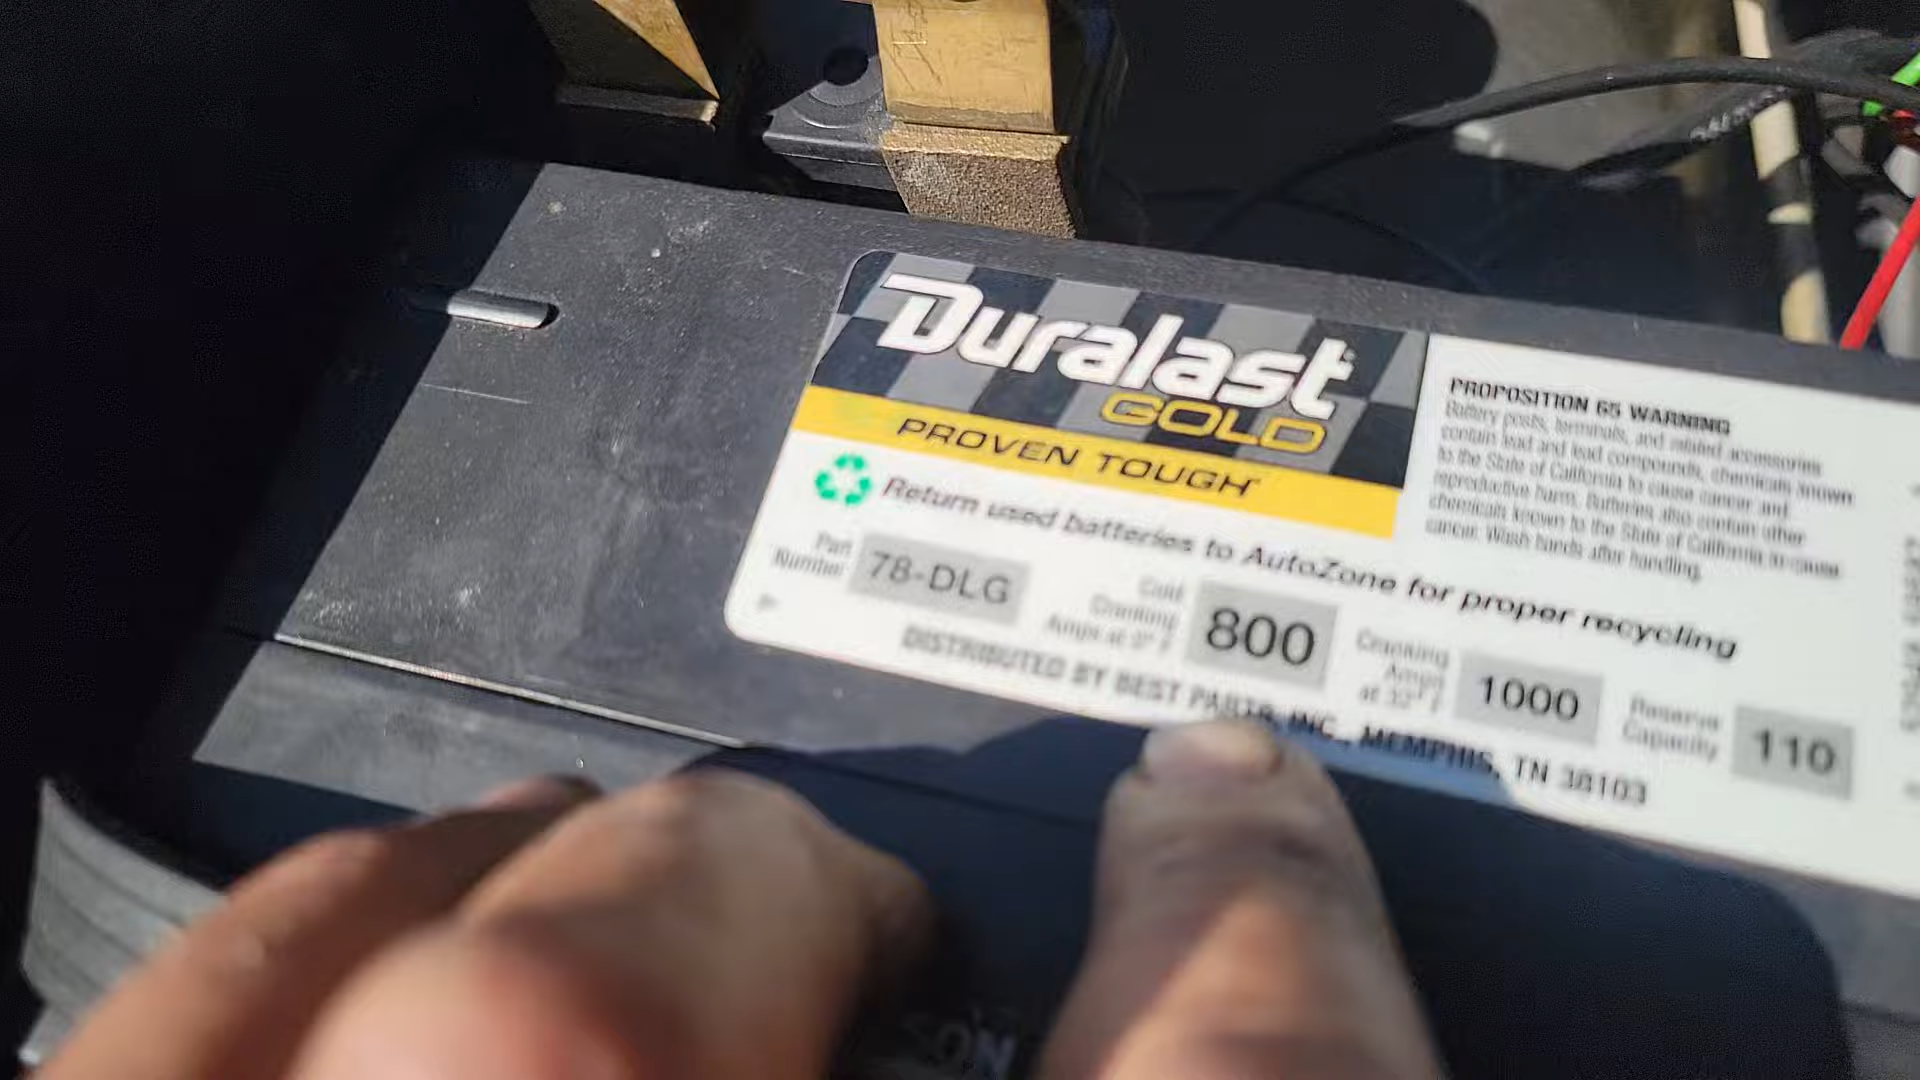 Duralast
GOLD
PROVEN TOUGH
Return used batteries to AutoZone for proper recycling
Part
Number
78-DLG
Cold
Cranking
Amps at 0° F
800
Cranking
Amps
at 32° F
1000
Reserve
Capacity
110
DISTRIBUTED BY BEST PARTS, INC., MEMPHIS, TN 38103
PROPOSITION 65 WARNING
Battery posts, terminals, and related accessories
contain lead and lead compounds, chemicals known
to the State of California to cause cancer and
reproductive harm. Batteries also contain other
chemicals known to the State of California to cause
cancer. Wash hands after handling.